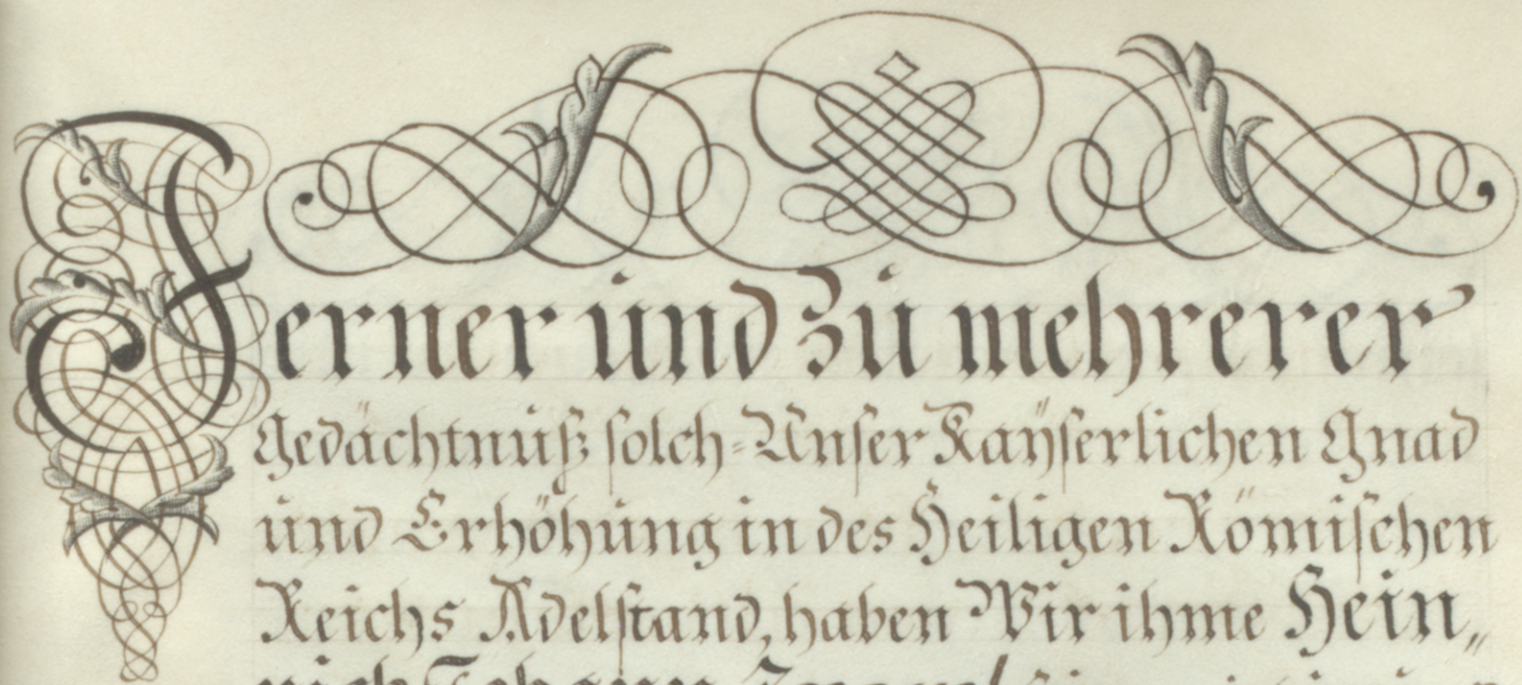 Ferner und Zu mehrerer
Gedächtnuß solch-Unser Kaÿserlichen Gnad
und Erhöhung in des Heiligen Römischen
Reichs Adelstand, haben Wir ihme Hein„